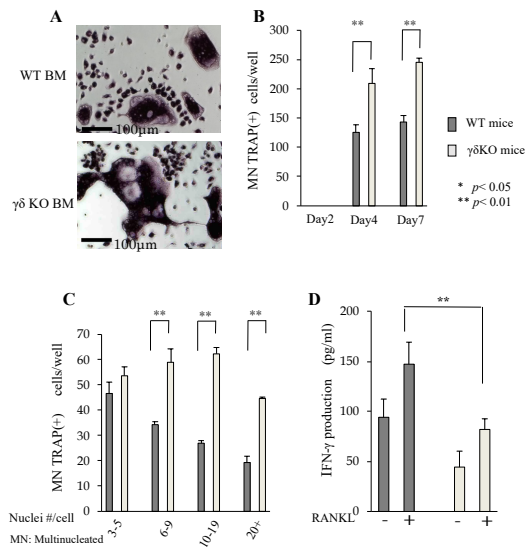 A
WT BM
100μm
γδ KO BM
100μm
B
MN TRAP(+) cells/well
300
250
200
150
100
50
0
** **
Day2 Day4 Day7
WT mice
γδKO mice
* p< 0.05
** p< 0.01
C
MN TRAP(+) cells/well
70
60
50
40
30
20
10
0
** ** **
Nuclei #/cell 3-5 6-9 10-19 20+
MN: Multinucleated
D
IFN-γ production (pg/ml)
200
150
100
50
0
**
RANKL - + - +